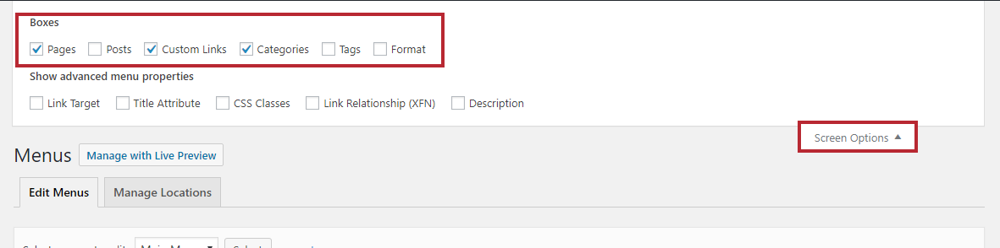 Boxes
Pages Posts Custom Links Categories Tags Format
Show advanced menu properties
Link Target Title Attribute CSS Classes Link Relationship (XFN) Description
Screen Options
Menus Manage with Live Preview
Edit Menus Manage Locations